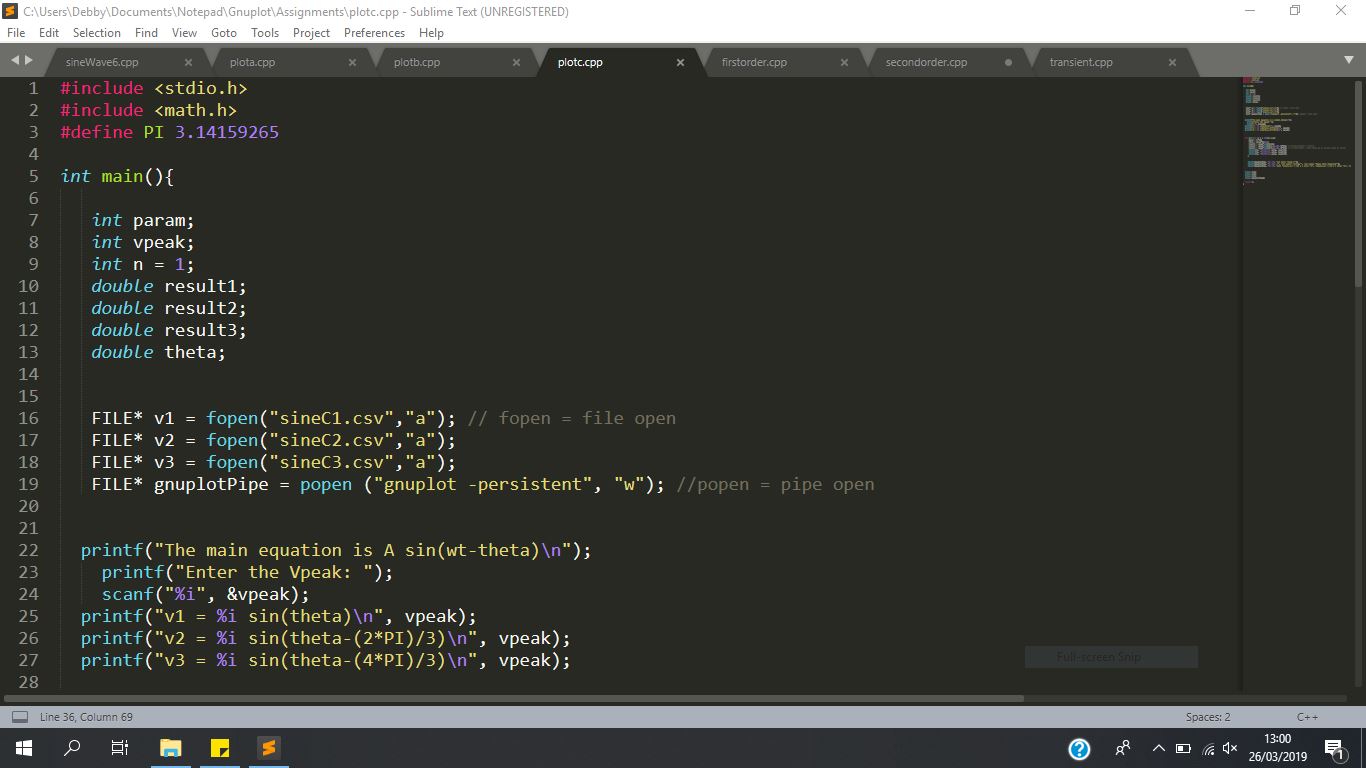 C:\Users\Debby\Documents\Notepad\Gnuplot\Assignments\plotc.cpp - Sublime Text (UNREGISTERED)
File Edit Selection Find View Goto Tools Project Preferences Help
sineWave6.cpp plota.cpp plotb.cpp plotc.cpp firstorder.cpp secondorder.cpp transient.cpp
1 #include <stdio.h>
2 #include <math.h>
3 #define PI 3.14159265
4
5 int main(){
6
7 int param;
8 int vpeak;
9 int n = 1;
10 double result1;
11 double result2;
12 double result3;
13 double theta;
14
15
16 FILE* v1 = fopen("sineC1.csv","a"); // fopen = file open
17 FILE* v2 = fopen("sineC2.csv","a");
18 FILE* v3 = fopen("sineC3.csv","a");
19 FILE* gnuplotPipe = popen ("gnuplot -persistent", "w"); //popen = pipe open
20
21
22 printf("The main equation is A sin(wt-theta)\n");
23 printf("Enter the Vpeak: ");
24 scanf("%i", &vpeak);
25 printf("v1 = %i sin(theta)\n", vpeak);
26 printf("v2 = %i sin(theta-(2*PI)/3)\n", vpeak);
27 printf("v3 = %i sin(theta-(4*PI)/3)\n", vpeak);
Full-screen Snip
28
Line 36, Column 69 Spaces: 2 C++
13:00
26/03/2019
1